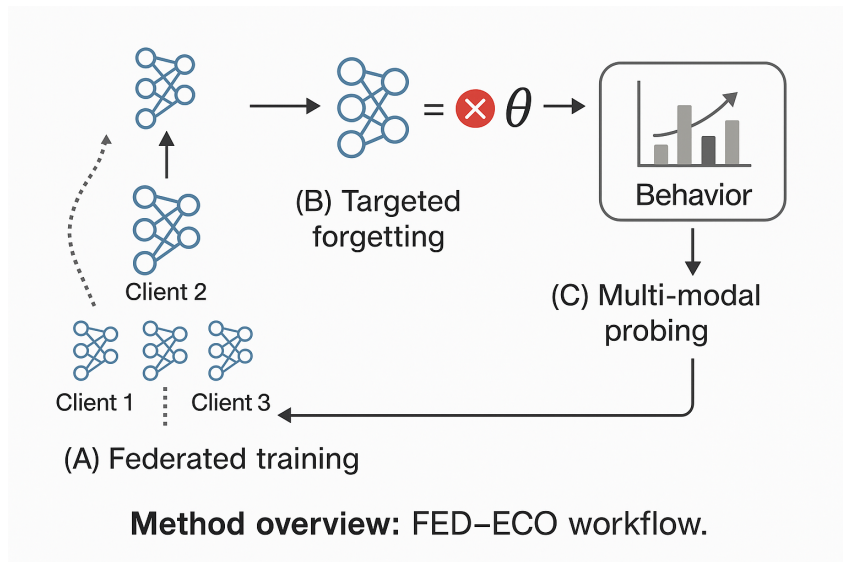 = θ
Behavior
(B) Targeted
forgetting
Client 2
(C) Multi-modal
probing
Client 1
Client 3
(A) Federated training
Method overview: FED–ECO workflow.